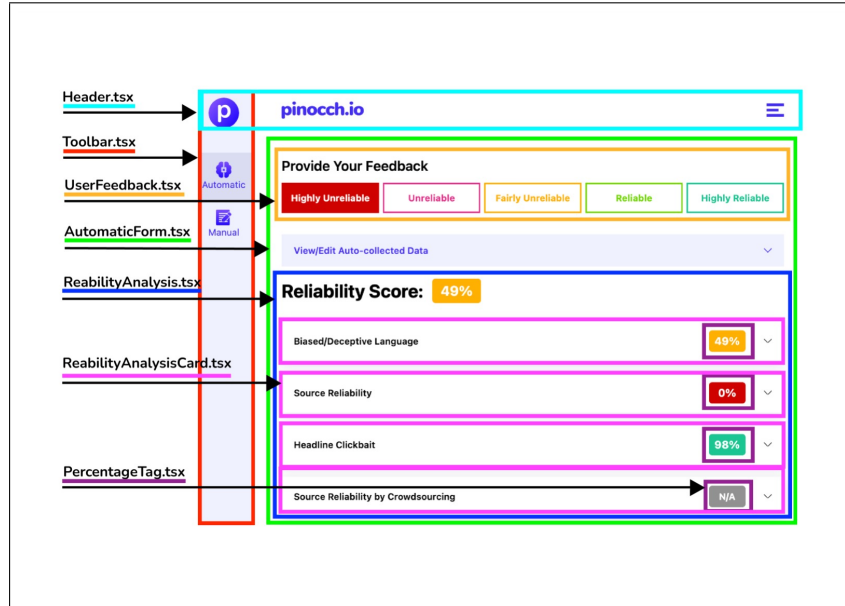 Header.tsx
p
pinocch.io
Toolbar.tsx
Automatic
Manual
UserFeedback.tsx
Provide Your Feedback
Highly Unreliable
Unreliable
Fairly Unreliable
Reliable
Highly Reliable
AutomaticForm.tsx
View/Edit Auto-collected Data
ReabilityAnalysis.tsx
Reliability Score: 49%
Biased/Deceptive Language 49%
ReabilityAnalysisCard.tsx
Source Reliability 0%
Headline Clickbait 98%
PercentageTag.tsx
Source Reliability by Crowdsourcing N/A